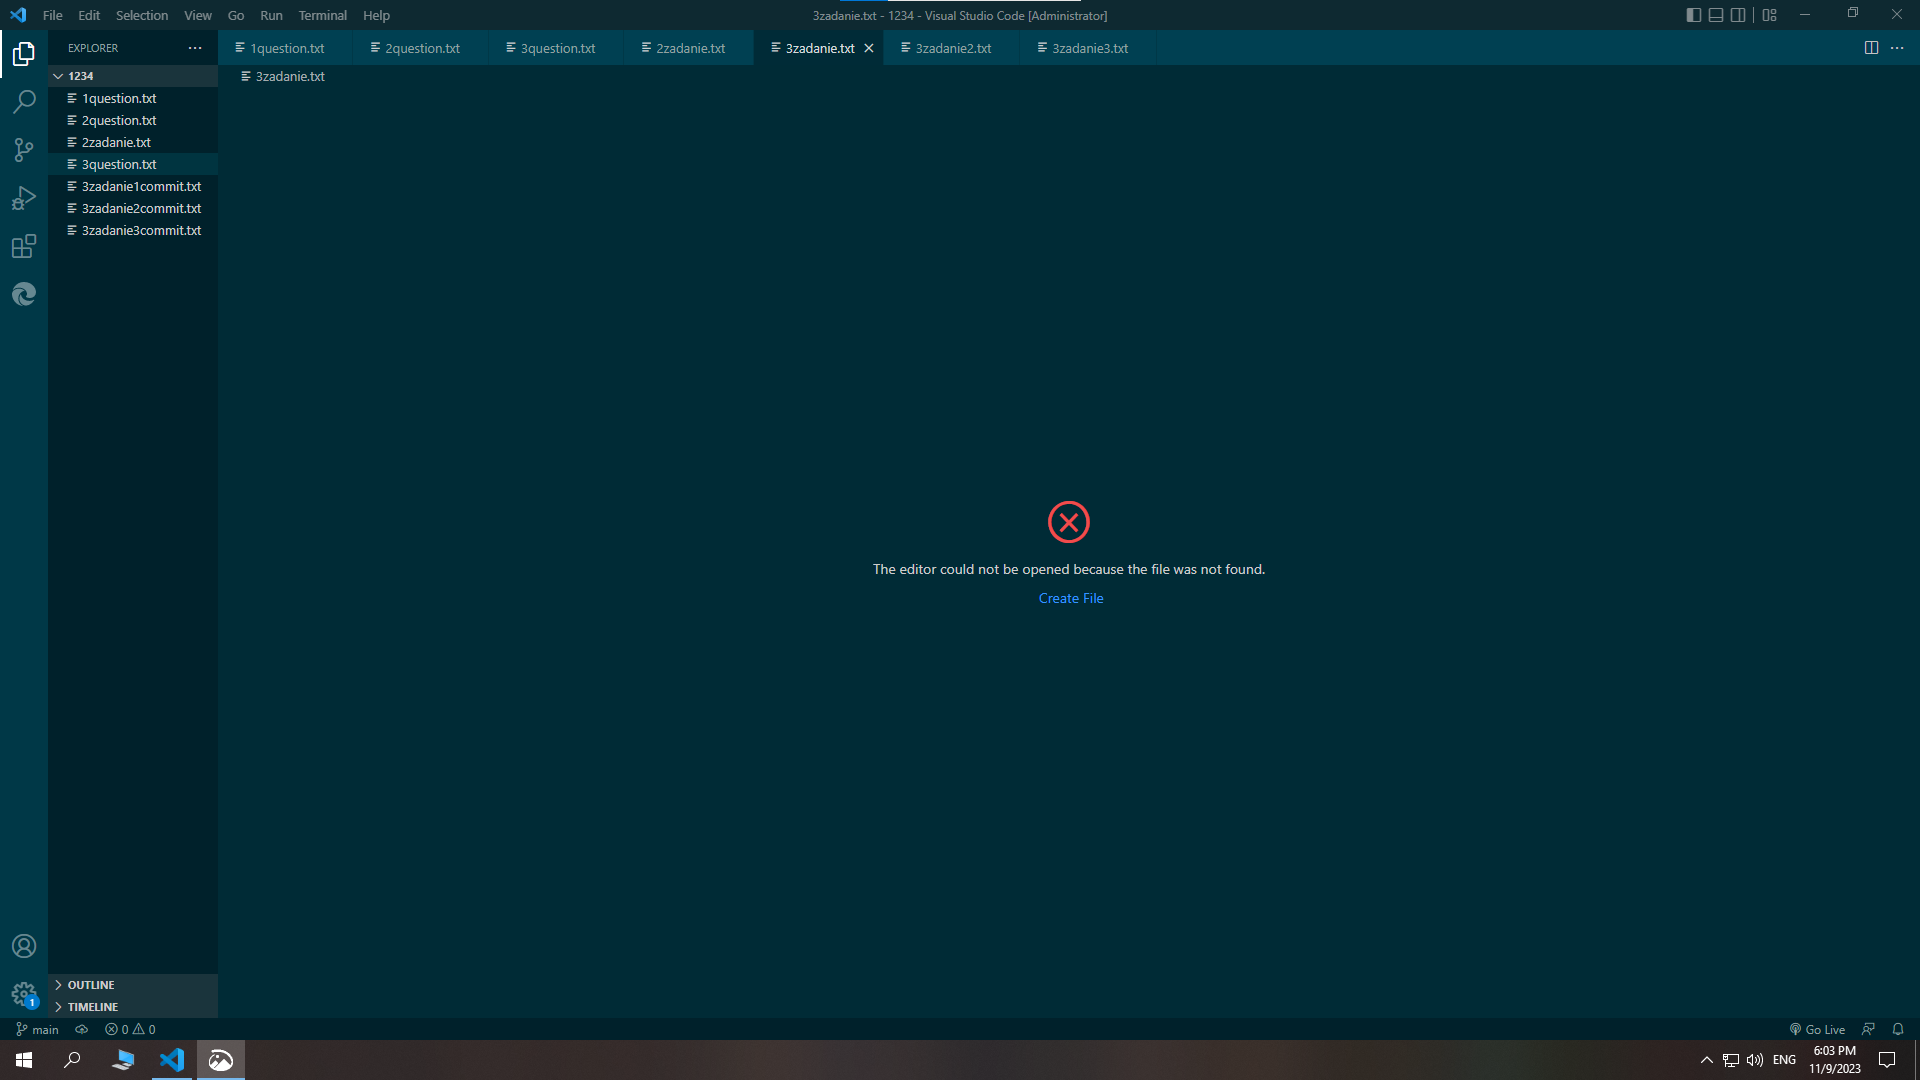 File Edit Selection View Go Run Terminal Help
3zadanie.txt - 1234 - Visual Studio Code [Administrator]
EXPLORER
1question.txt 2question.txt 3question.txt 2zadanie.txt 3zadanie.txt 3zadanie2.txt 3zadanie3.txt
1234
3zadanie.txt
1question.txt
2question.txt
2zadanie.txt
3question.txt
3zadanie1commit.txt
3zadanie2commit.txt
3zadanie3commit.txt
The editor could not be opened because the file was not found.
Create File
OUTLINE
1
TIMELINE
main 0 0 Go Live
ENG 6:03 PM
11/9/2023